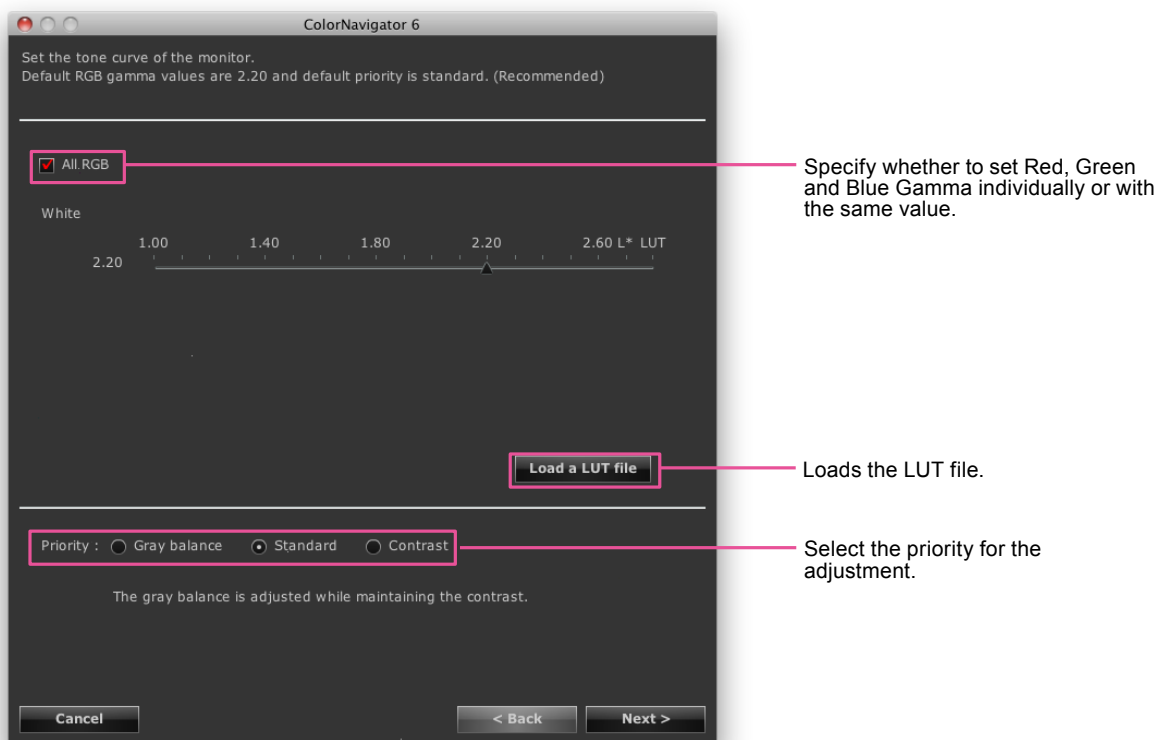 ColorNavigator 6
Set the tone curve of the monitor.
Default RGB gamma values are 2.20 and default priority is standard. (Recommended)
All.RGB
Specify whether to set Red, Green
and Blue Gamma individually or with
the same value.
White
1.00 1.40 1.80 2.20 2.60 L* LUT
2.20
Load a LUT file
Loads the LUT file.
Priority : Gray balance Standard Contrast
Select the priority for the
adjustment.
The gray balance is adjusted while maintaining the contrast.
Cancel < Back Next >